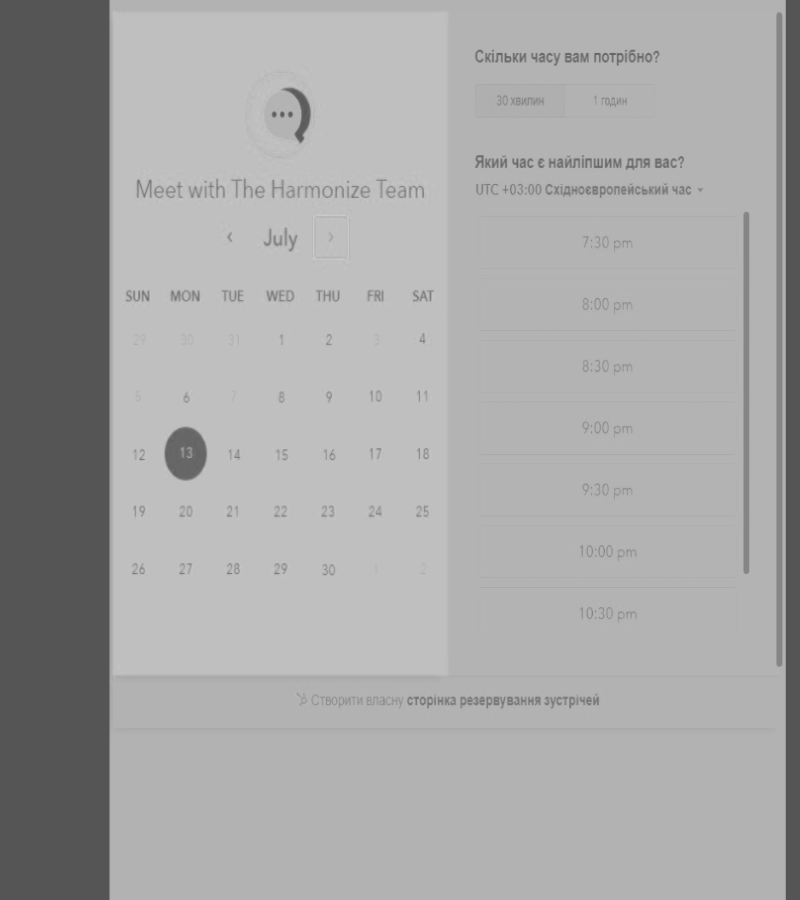 Meet with The Harmonize Team
July
SUN MON TUE WED THU FRI SAT
29 30 31 1 2 3 4
5 6 7 8 9 10 11
12 13 14 15 16 17 18
19 20 21 22 23 24 25
26 27 28 29 30 1 2
Скільки часу вам потрібно?
30 хвилин 1 годин
Який час є найліпшим для вас?
UTC +03:00 Східноєвропейський час
7:30 pm
8:00 pm
8:30 pm
9:00 pm
9:30 pm
10:00 pm
10:30 pm
Створити власну сторінка резервування зустрічей